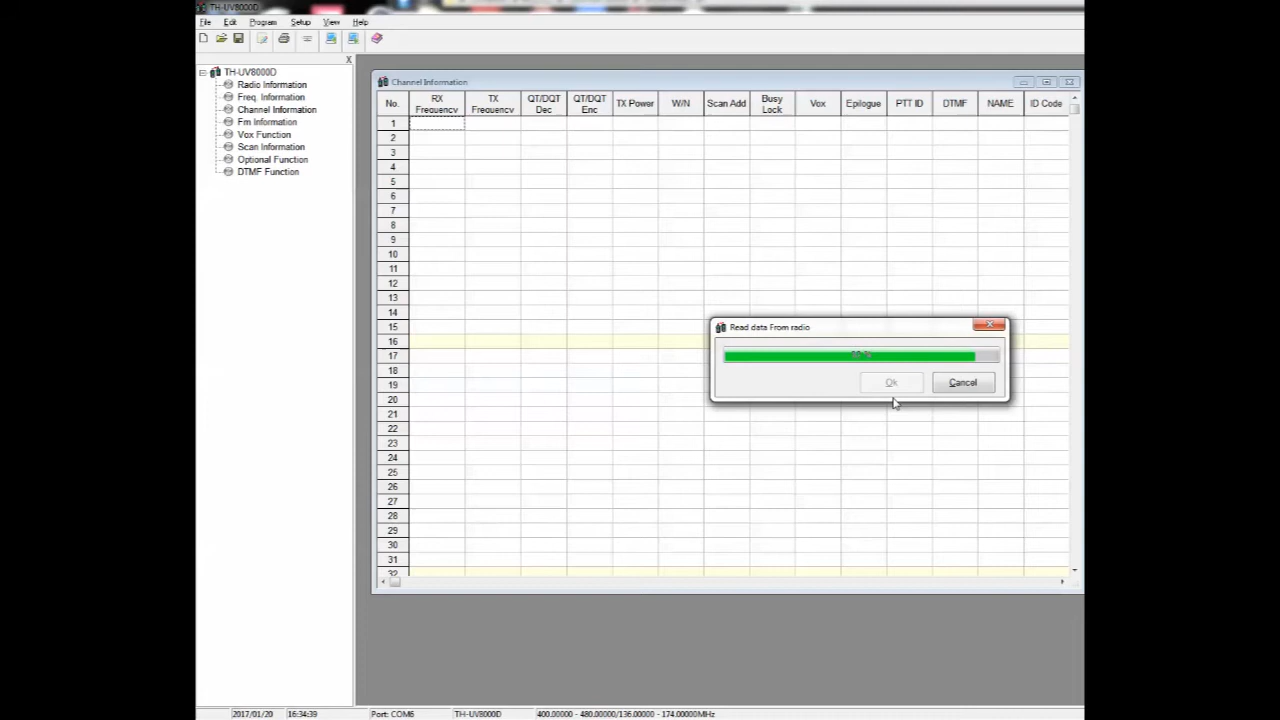 TH-UV8000D
File Edit Program Setup View Help
X
TH-UV8000D
Radio Information
Freq. Information
Channel Information
Fm Information
Vox Function
Scan Information
Optional Function
DTMF Function
Channel Information
No. RX Frequency TX Frequency QT/DQT Dec QT/DQT Enc TX Power W/N Scan Add Busy Lock Vox Epilogue PTT ID DTMF NAME ID Code
1
2
3
4
5
6
7
8
9
10
11
12
13
14
15
16
17
18
19
20
21
22
23
24
25
26
27
28
29
30
31
32
Read data From radio
Ok Cancel
2017/01/20 16:34:39 Port: COM6 TH-UV8000D 400.00000 - 480.00000/136.00000 - 174.00000MHz